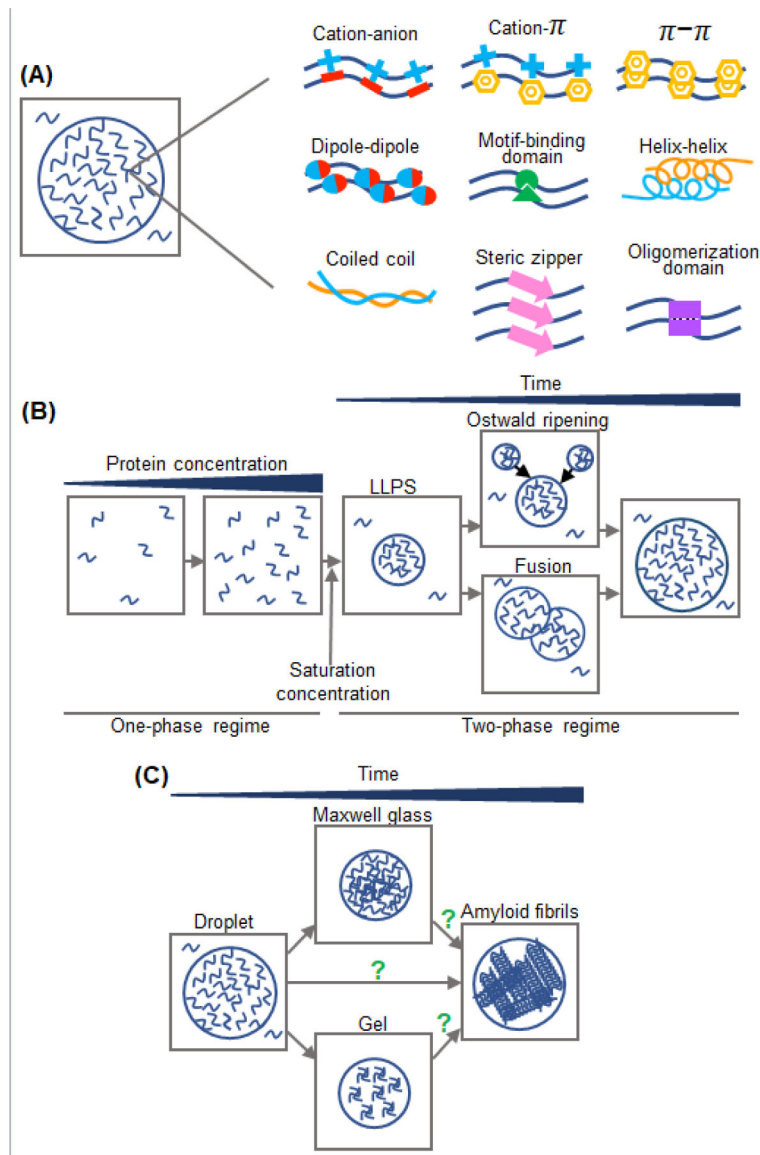 (A)
Cation-anion
Cation-π
π−π
Dipole-dipole
Motif-binding
domain
Helix-helix
Coiled coil
Steric zipper
Oligomerization
domain
(B)
Time
Protein concentration
LLPS
Ostwald ripening
Fusion
Saturation
concentration
One-phase regime
Two-phase regime
(C)
Time
Maxwell glass
Droplet
Gel
Amyloid fibrils
?
?
?